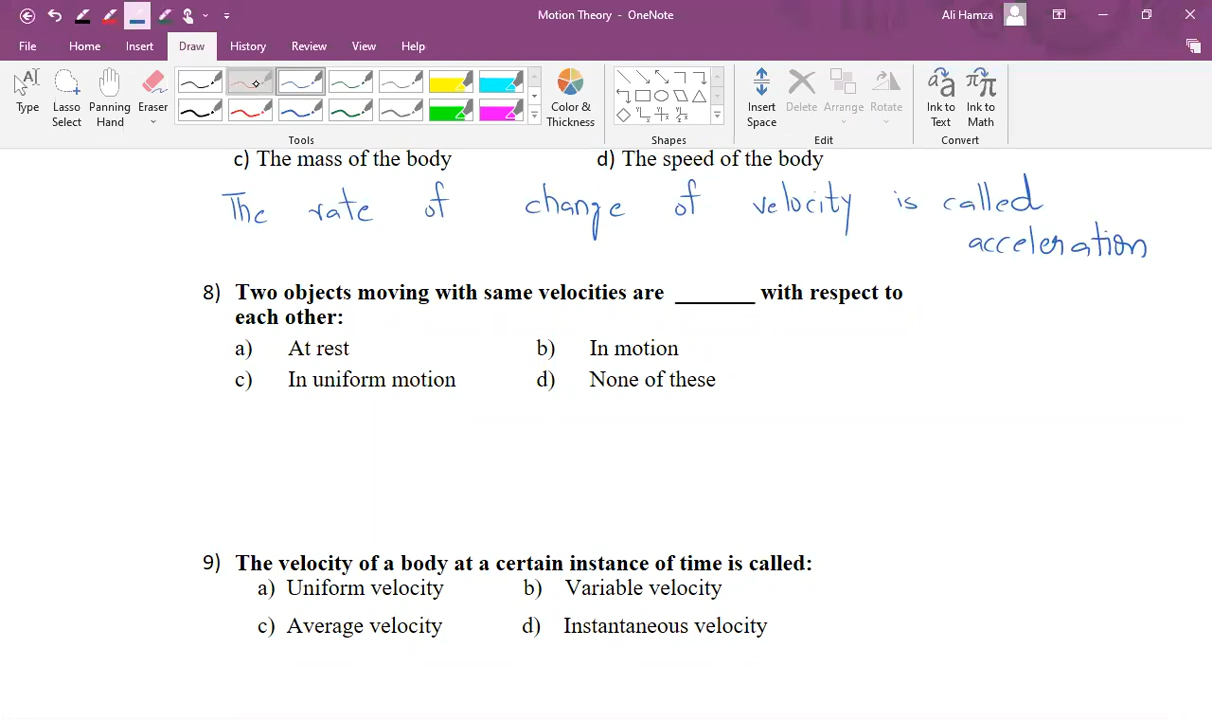 Motion Theory - OneNote
Ali Hamza
File Home Insert Draw History Review View Help
Type
Lasso Select
Panning Hand
Eraser
Color & Thickness
Insert Space
Delete
Arrange
Rotate
Ink to Text
Ink to Math
Tools
Shapes
Edit
Convert
c) The mass of the body d) The speed of the body
The rate of change of velocity is called
acceleration
8) Two objects moving with same velocities are _______ with respect to
each other:
a) At rest b) In motion
c) In uniform motion d) None of these
9) The velocity of a body at a certain instance of time is called:
a) Uniform velocity b) Variable velocity
c) Average velocity d) Instantaneous velocity